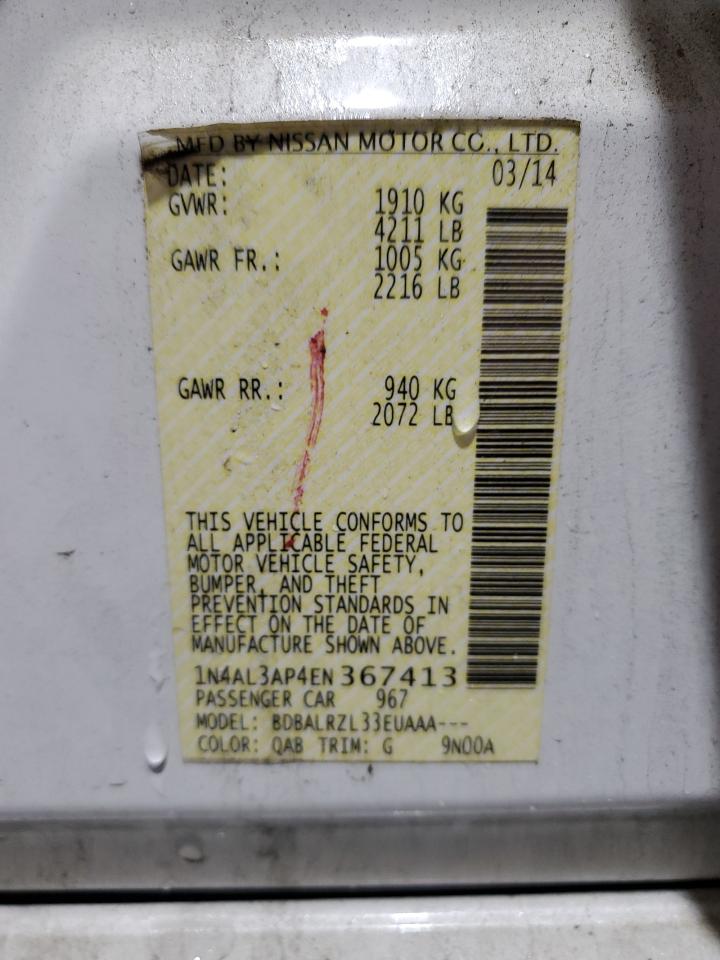 MFD BY NISSAN MOTOR CO., LTD.
DATE: 03/14
GVWR: 1910 KG
4211 LB
GAWR FR.: 1005 KG
2216 LB
GAWR RR.: 940 KG
2072 LB
THIS VEHICLE CONFORMS TO
ALL APPLICABLE FEDERAL
MOTOR VEHICLE SAFETY,
BUMPER, AND THEFT
PREVENTION STANDARDS IN
EFFECT ON THE DATE OF
MANUFACTURE SHOWN ABOVE.
1N4AL3AP4EN367413
PASSENGER CAR 967
MODEL: BDBALRZL33EUAAA---
COLOR: QAB TRIM: G 9N00A